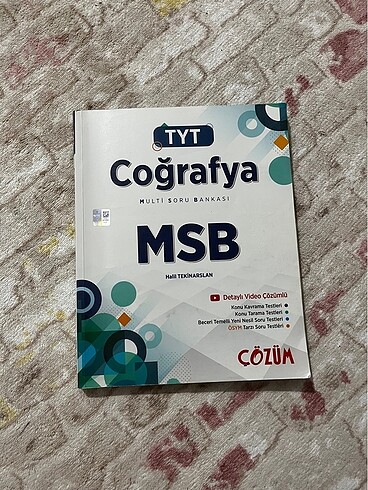 TYT
Coğrafya
MULTİ SORU BANKASI
MSB
Halil TEKİNARSLAN
Detaylı Video Çözümlü
Konu Kavrama Testleri
Konu Tarama Testleri
Beceri Temelli Yeni Nesil Soru Testleri
ÖSYM Tarzı Soru Testleri
ÇÖZÜM